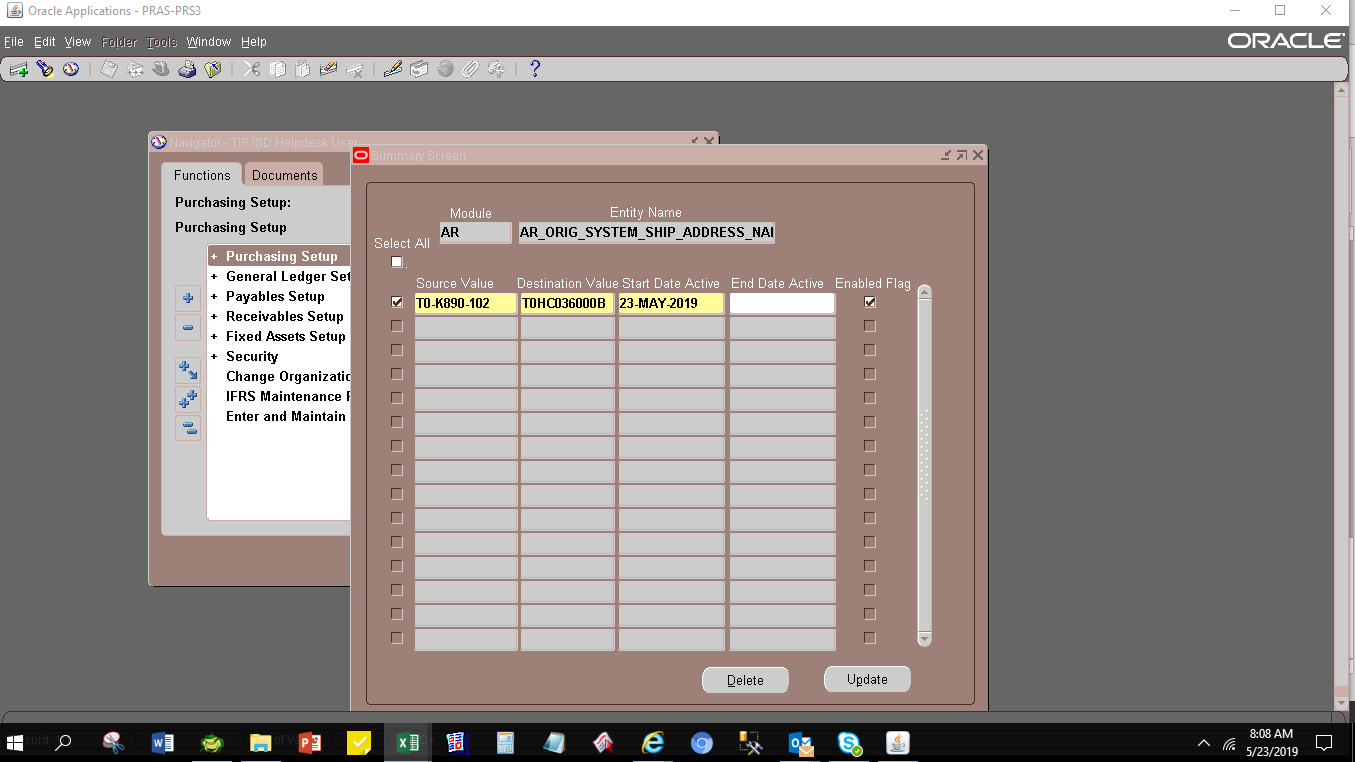 Oracle Applications - PRAS-PRS3
File Edit View Folder Tools Window Help
ORACLE
Navigator - TIP ISD Helpdesk User
Functions Documents
Purchasing Setup:
Purchasing Setup
+ Purchasing Setup
+ General Ledger Set
+ Payables Setup
+ Receivables Setup
+ Fixed Assets Setup
+ Security
Change Organizatio
IFRS Maintenance
Enter and Maintain
Summary Screen
Module Entity Name
AR AR_ORIG_SYSTEM_SHIP_ADDRESS_NAI
Select All
Source Value Destination Value Start Date Active End Date Active Enabled Flag
T0-K890-102 T0HC036000B 23-MAY-2019
Delete Update
8:08 AM
5/23/2019